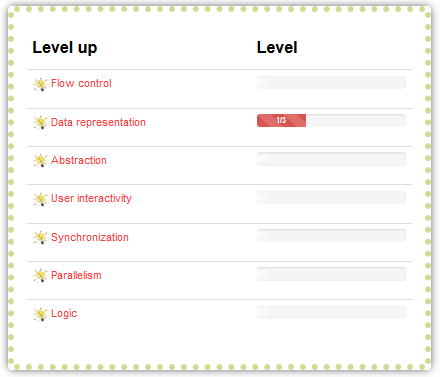 Level up Level
Flow control
Data representation 1/3
Abstraction
User interactivity
Synchronization
Parallelism
Logic